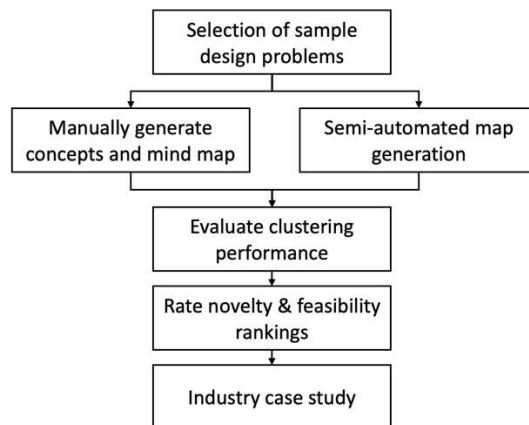 Selection of sample
design problems
Manually generate
concepts and mind map
Semi-automated map
generation
Evaluate clustering
performance
Rate novelty & feasibility
rankings
Industry case study